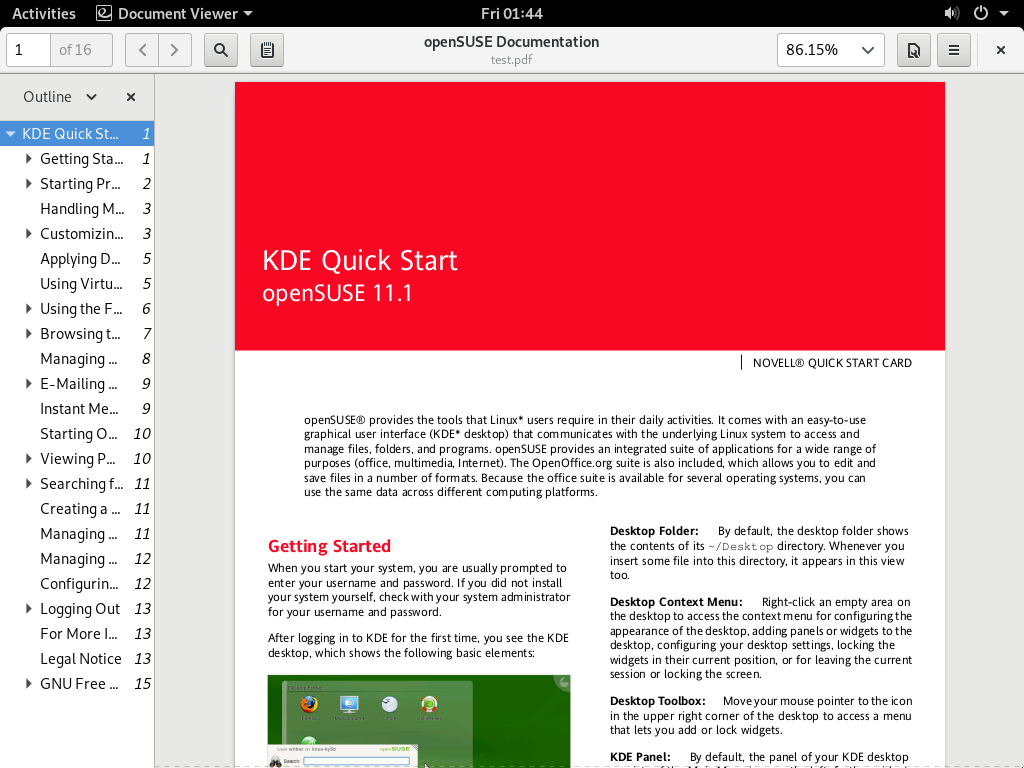 Activities Document Viewer Fri 01:44
1 of 16 openSUSE Documentation 86.15%
test.pdf
Outline
KDE Quick St... 1
Getting Sta... 1
Starting Pr... 2
Handling M... 3
Customizin... 3
Applying D... 5
Using Virtu... 5
Using the F... 6
Browsing t... 7
Managing ... 8
E-Mailing ... 9
Instant Me... 9
Starting O... 10
Viewing P... 10
Searching f... 11
Creating a ... 11
Managing ... 11
Managing ... 12
Configurin... 12
Logging Out 13
For More I... 13
Legal Notice 13
GNU Free ... 15
KDE Quick Start
openSUSE 11.1
NOVELL® QUICK START CARD
openSUSE® provides the tools that Linux* users require in their daily activities. It comes with an easy-to-use
graphical user interface (KDE* desktop) that communicates with the underlying Linux system to access and
manage files, folders, and programs. openSUSE provides an integrated suite of applications for a wide range of
purposes (office, multimedia, Internet). The OpenOffice.org suite is also included, which allows you to edit and
save files in a number of formats. Because the office suite is available for several operating systems, you can
use the same data across different computing platforms.
Getting Started
When you start your system, you are usually prompted to
enter your username and password. If you did not install
your system yourself, check with your system administrator
for your username and password.
After logging in to KDE for the first time, you see the KDE
desktop, which shows the following basic elements:
openSUSE
Search:
Desktop Folder: By default, the desktop folder shows
the contents of its ~/Desktop directory. Whenever you
insert some file into this directory, it appears in this view
too.
Desktop Context Menu: Right-click an empty area on
the desktop to access the context menu for configuring the
appearance of the desktop, adding panels or widgets to the
desktop, configuring your desktop settings, locking the
widgets in their current position, or for leaving the current
session or locking the screen.
Desktop Toolbox: Move your mouse pointer to the icon
in the upper right corner of the desktop to access a menu
that lets you add or lock widgets.
KDE Panel: By default, the panel of your KDE desktop